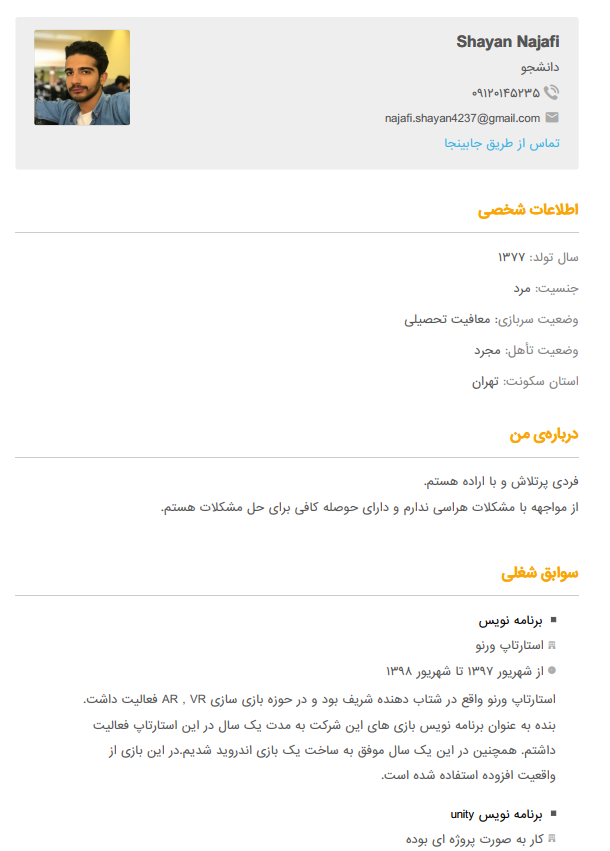 Shayan Najafi
دانشجو
۰۹۱۲۰۱۴۵۲۳۵
najafi.shayan4237@gmail.com
تماس از طریق جابینجا
اطلاعات شخصی
سال تولد: ۱۳۷۷
جنسیت: مرد
وضعیت سربازی: معافیت تحصیلی
وضعیت تأهل: مجرد
استان سکونت: تهران
درباره‌ی من
فردی پرتلاش و با اراده هستم.
از مواجهه با مشکلات هراسی ندارم و دارای حوصله کافی برای حل مشکلات هستم.
سوابق شغلی
برنامه نویس
استارتاپ ورنو
از شهریور ۱۳۹۷ تا شهریور ۱۳۹۸
استارتاپ ورنو واقع در شتاب دهنده شریف بود و در حوزه بازی سازی AR , VR فعالیت داشت.
بنده به عنوان برنامه نویس بازی های این شرکت به مدت یک سال در این استارتاپ فعالیت
داشتم. همچنین در این یک سال موفق به ساخت یک بازی اندروید شدیم.در این بازی از
واقعیت افزوده استفاده شده است.
برنامه نویس unity
کار به صورت پروژه ای بوده